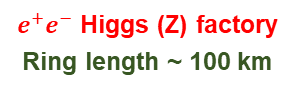 e⁺e⁻ Higgs (Z) factory
Ring length ~ 100 km